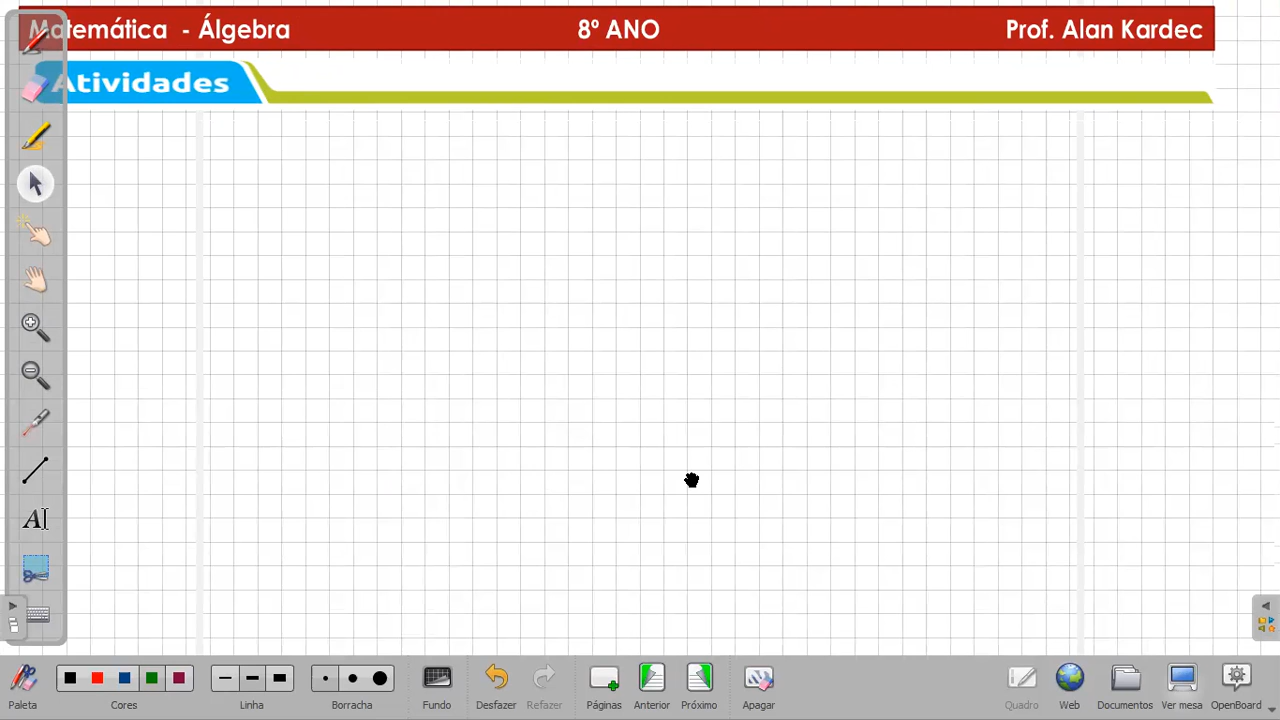 Matemática - Álgebra 8º ANO Prof. Alan Kardec
Atividades
A
Paleta Cores Linha Borracha Fundo Desfazer Refazer Páginas Anterior Próximo Apagar Quadro Web Documentos Ver mesa OpenBoard